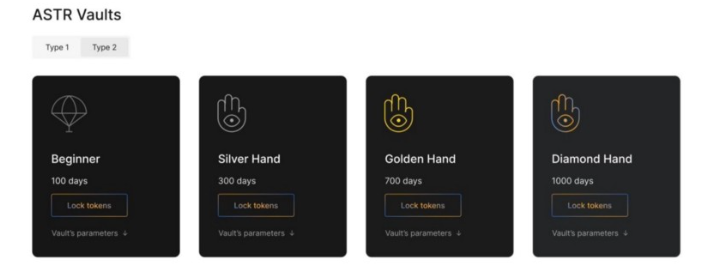 ASTR Vaults
Type 1 Type 2
Beginner
100 days
Lock tokens
Vault's parameters ↓
Silver Hand
300 days
Lock tokens
Vault's parameters ↓
Golden Hand
700 days
Lock tokens
Vault's parameters ↓
Diamond Hand
1000 days
Lock tokens
Vault's parameters ↓